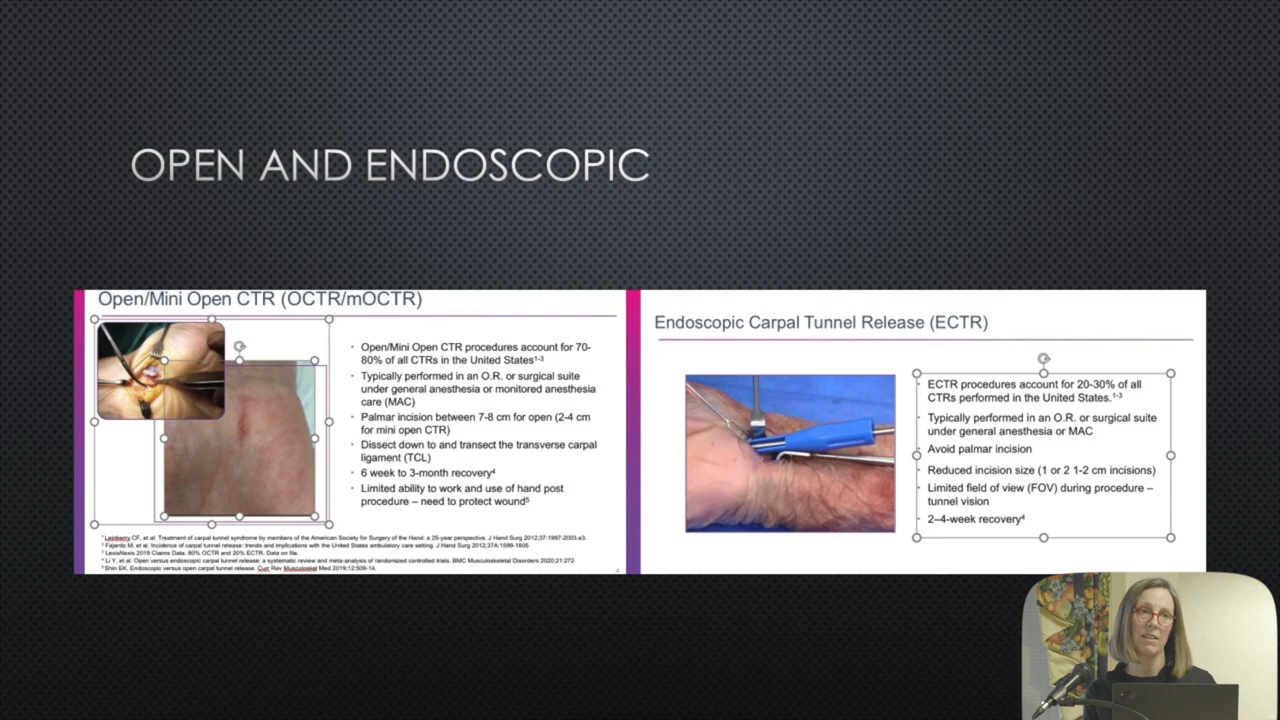 OPEN AND ENDOSCOPIC
Open/Mini Open CTR (OCTR/mOCTR)
• Open/Mini Open CTR procedures account for 70-
80% of all CTRs in the United States¹⁻³
• Typically performed in an O.R. or surgical suite
under general anesthesia or monitored anesthesia
care (MAC)
• Palmar incision between 7-8 cm for open (2-4 cm
for mini open CTR)
• Dissect down to and transect the transverse carpal
ligament (TCL)
• 6 week to 3-month recovery⁴
• Limited ability to work and use of hand post
procedure – need to protect wound⁵
¹ Leinberry CF, et al. Treatment of carpal tunnel syndrome by members of the American Society for Surgery of the Hand: a 25-year perspective. J Hand Surg 2012;37:1997-2003.e3.
² Fajardo M, et al. Incidence of carpal tunnel release: trends and implications with the United States ambulatory care setting. J Hand Surg 2012;37A:1599-1605
³ LexisNexis 2019 Claims Data. 80% OCTR and 20% ECTR. Data on file.
⁴ Li Y, et al. Open versus endoscopic carpal tunnel release: a systematic review and meta-analysis of randomized controlled trials. BMC Musculoskeletal Disorders 2020;21:272
⁵ Shin EK. Endoscopic versus open carpal tunnel release. Curr Rev Musculoskel Med 2019;12:509-14.
4
Endoscopic Carpal Tunnel Release (ECTR)
• ECTR procedures account for 20-30% of all
CTRs performed in the United States.¹⁻³
• Typically performed in an O.R. or surgical suite
under general anesthesia or MAC
• Avoid palmar incision
• Reduced incision size (1 or 2 1-2 cm incisions)
• Limited field of view (FOV) during procedure –
tunnel vision
• 2–4-week recovery⁴